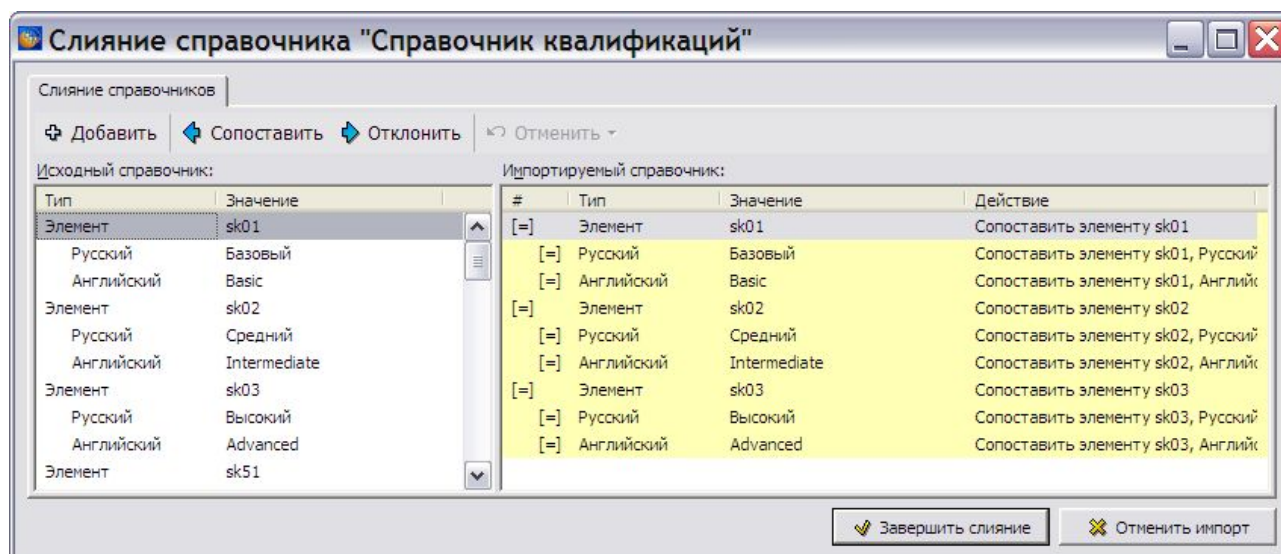 Слияние справочника "Справочник квалификаций"
Слияние справочников
Добавить Сопоставить Отклонить Отменить
Исходный справочник: Импортируемый справочник:
Тип Значение # Тип Значение Действие
Элемент sk01 [=] Элемент sk01 Сопоставить элементу sk01
Русский Базовый [=] Русский Базовый Сопоставить элементу sk01, Русский
Английский Basic [=] Английский Basic Сопоставить элементу sk01, Англий
Элемент sk02 [=] Элемент sk02 Сопоставить элементу sk02
Русский Средний [=] Русский Средний Сопоставить элементу sk02, Русский
Английский Intermediate [=] Английский Intermediate Сопоставить элементу sk02, Англий
Элемент sk03 [=] Элемент sk03 Сопоставить элементу sk03
Русский Высокий [=] Русский Высокий Сопоставить элементу sk03, Русский
Английский Advanced [=] Английский Advanced Сопоставить элементу sk03, Англий
Элемент sk51
Завершить слияние Отменить импорт